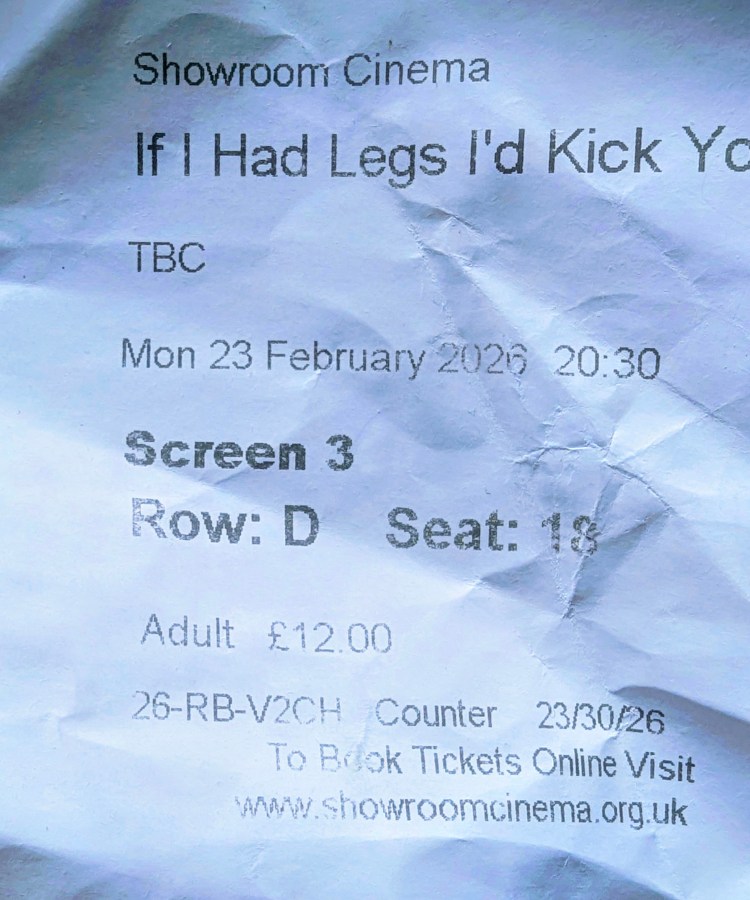 Showroom Cinema
If I Had Legs I'd Kick Yo
TBC
Mon 23 February 2026 20:30
Screen 3
Row: D Seat: 18
Adult £12.00
26-RB-V2CH Counter 23/30/26
To Book Tickets Online Visit
www.showroomcinema.org.uk